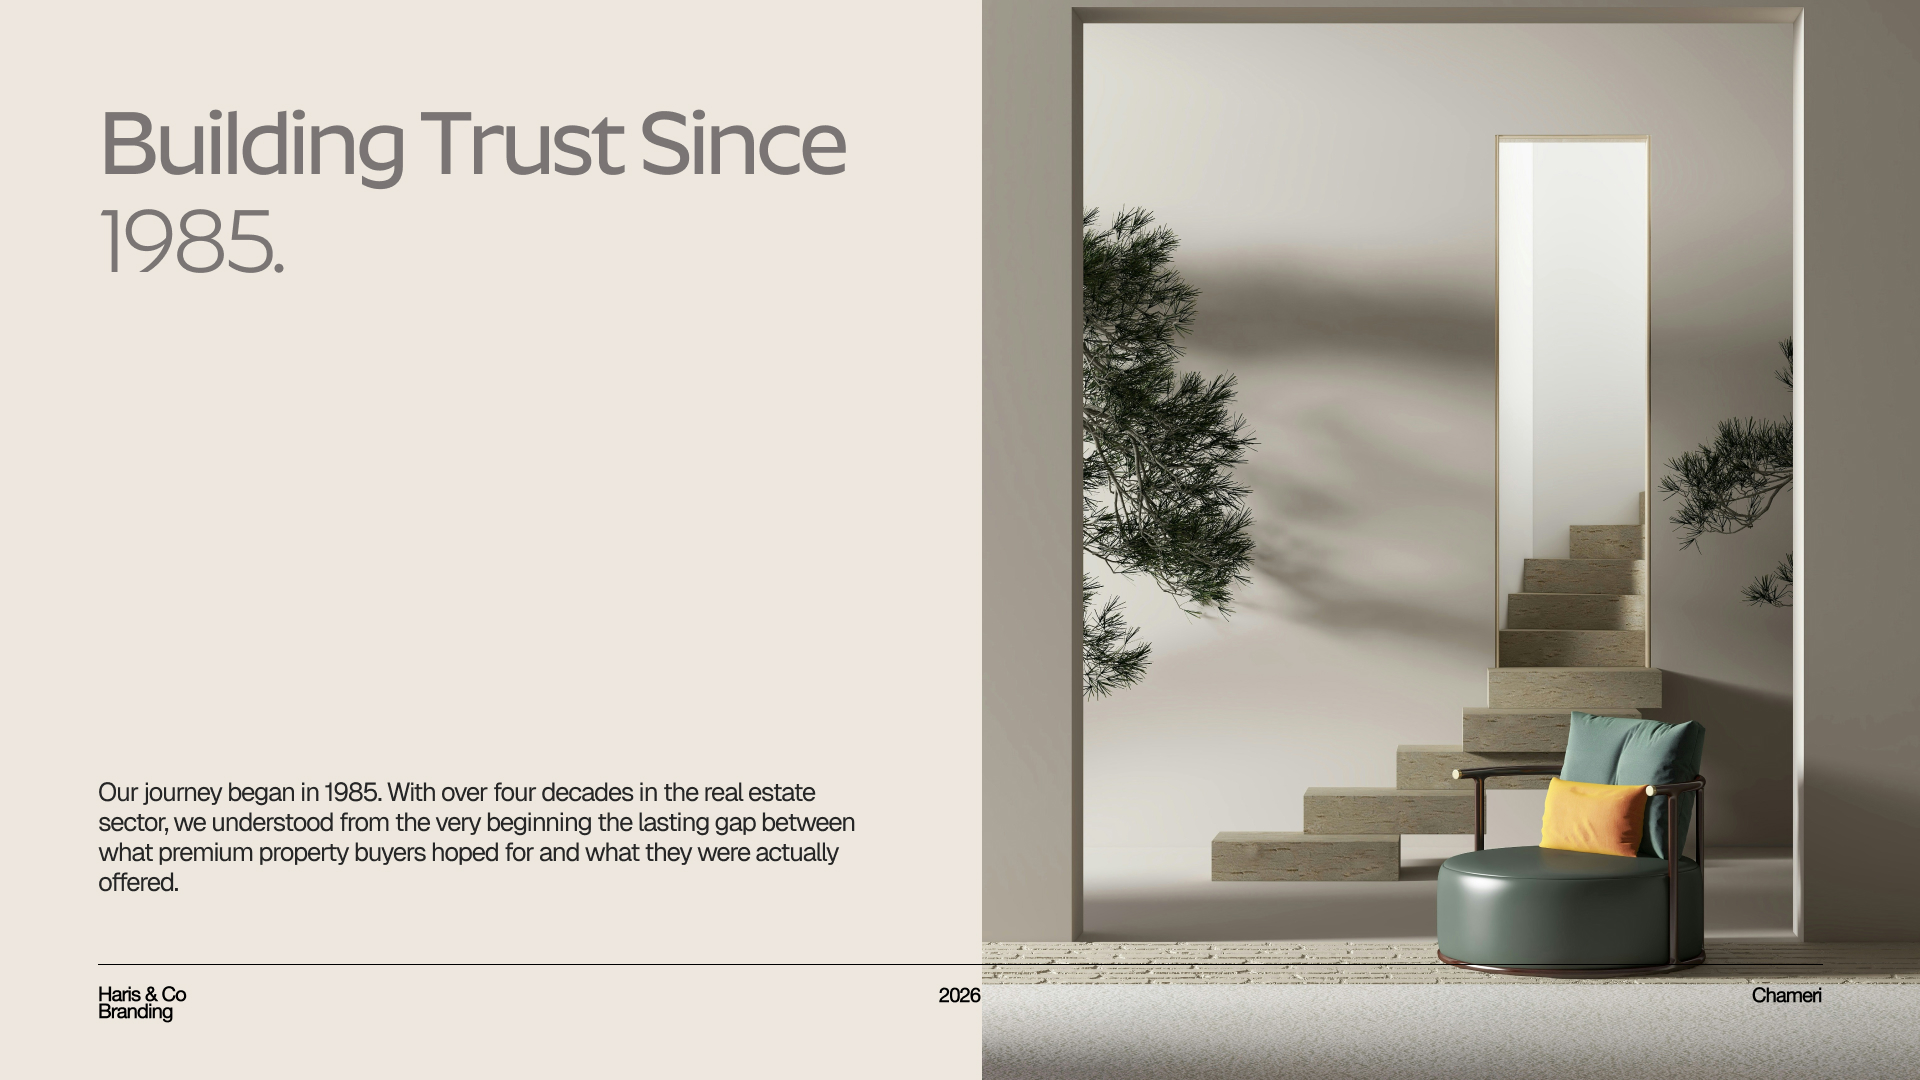 Building Trust Since
1985.
Our journey began in 1985. With over four decades in the real estate
sector, we understood from the very beginning the lasting gap between
what premium property buyers hoped for and what they were actually
offered.
Haris & Co
Branding
2026
Chameri